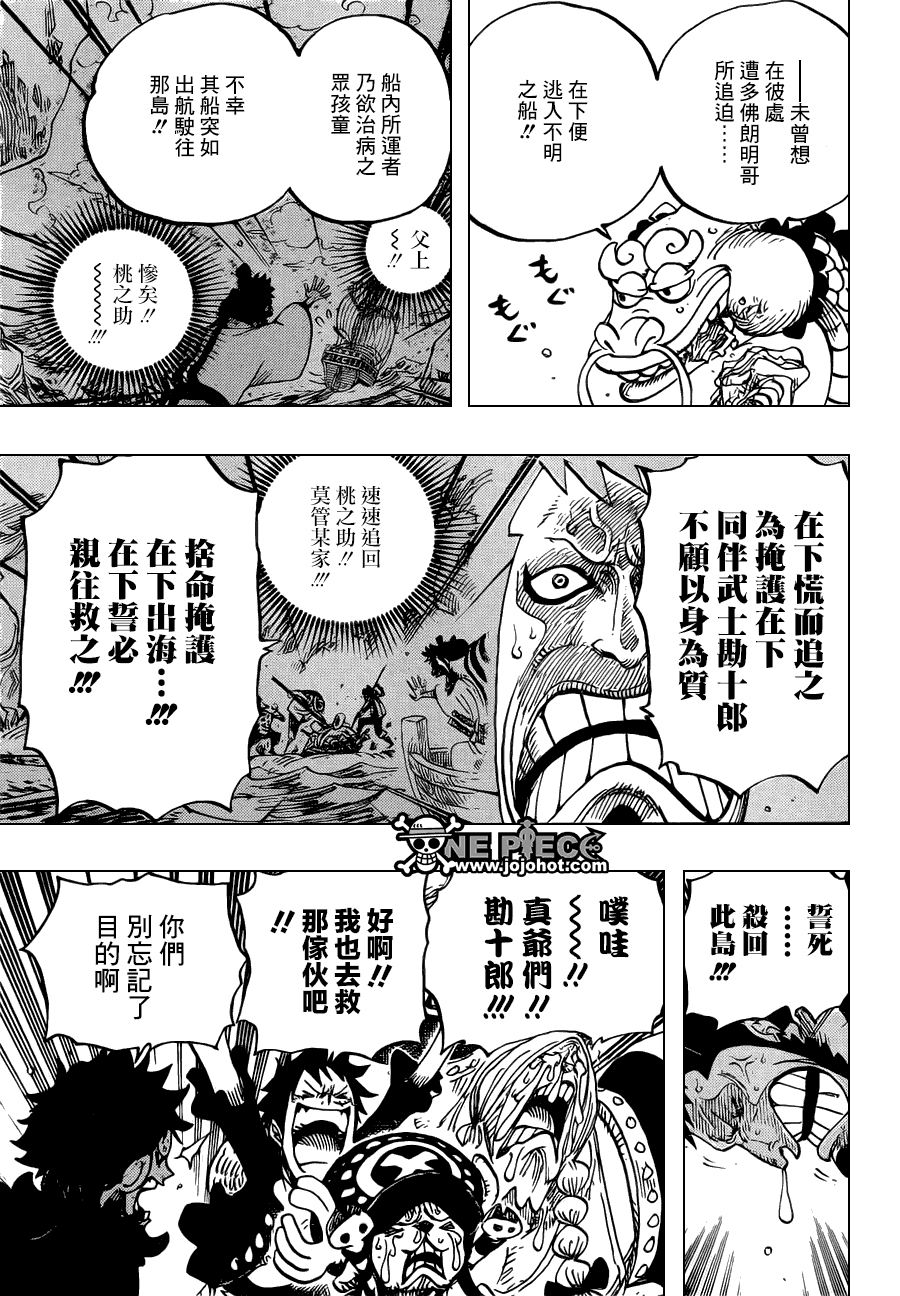 ──未曾想
在彼處
遭多佛朗明哥
所追迫……
在下便
逃入不明
之船!!
もぐ
もぐ
船內所運者
乃欲治病之
眾孩童
不幸
其船突如
出航駛往
那島!!
父上
~~!!
慘矣!!
桃之助
~~~!!!
在下慌而追之
為掩護在下
同伴武士勘十郎
不顧以身為質
速速追回
桃之助!!
莫管某家!!!
捨命掩護
在下出海…!!!
在下誓必
親往救之!!!
誓死
……
殺回
此島!!!
噗哇
~~~!!
真爺們!!
勘十郎!!!
好啊!!
我也去救
那傢伙吧
!!
你們
別忘記了
目的啊
ONE PIECE
www.jojohot.com